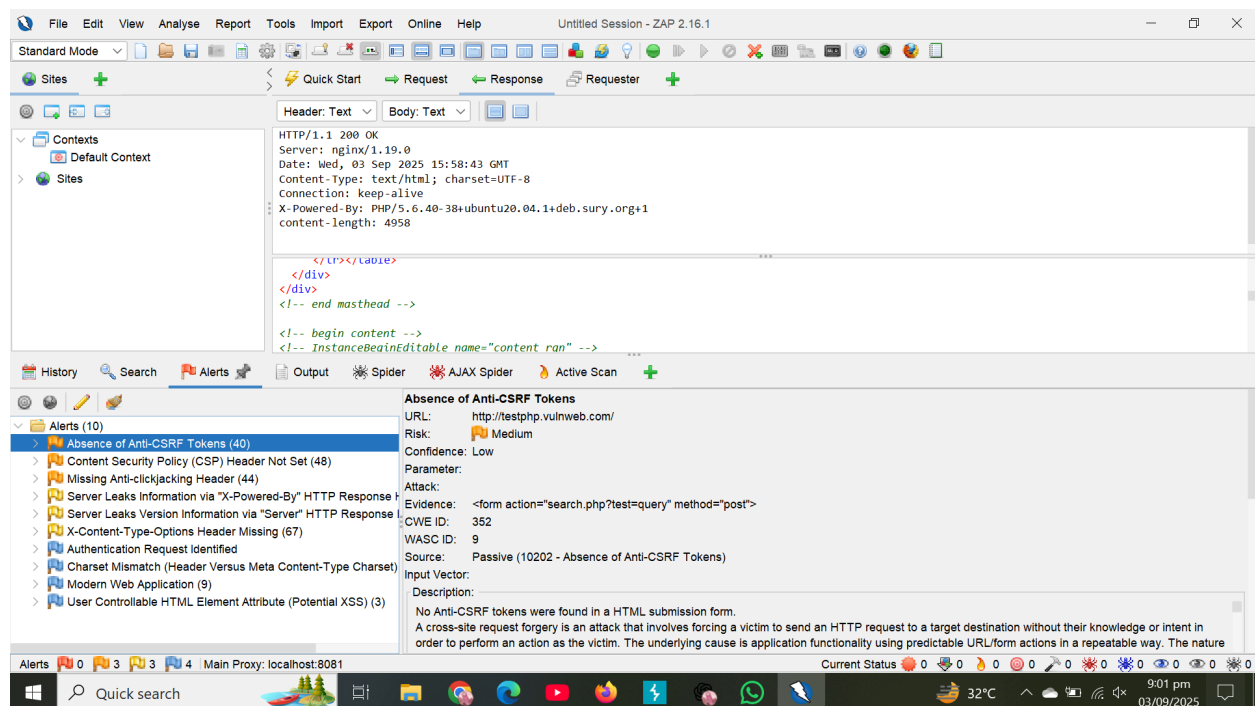 File Edit View Analyse Report Tools Import Export Online Help Untitled Session - ZAP 2.16.1
Standard Mode
Sites Quick Start Request Response Requester
Header: Text Body: Text
Contexts
Default Context
Sites
HTTP/1.1 200 OK
Server: nginx/1.19.0
Date: Wed, 03 Sep 2025 15:58:43 GMT
Content-Type: text/html; charset=UTF-8
Connection: keep-alive
X-Powered-By: PHP/5.6.40-38+ubuntu20.04.1+deb.sury.org+1
content-length: 4958
</tr></table>
</div>
</div>
<!-- end masthead -->
<!-- begin content -->
<!-- InstanceBeginEditable name="content_rgn" -->
History Search Alerts Output Spider AJAX Spider Active Scan
Alerts (10)
Absence of Anti-CSRF Tokens (40)
Content Security Policy (CSP) Header Not Set (48)
Missing Anti-clickjacking Header (44)
Server Leaks Information via "X-Powered-By" HTTP Response H
Server Leaks Version Information via "Server" HTTP Response
X-Content-Type-Options Header Missing (67)
Authentication Request Identified
Charset Mismatch (Header Versus Meta Content-Type Charset)
Modern Web Application (9)
User Controllable HTML Element Attribute (Potential XSS) (3)
Absence of Anti-CSRF Tokens
URL: http://testphp.vulnweb.com/
Risk: Medium
Confidence: Low
Parameter:
Attack:
Evidence: <form action="search.php?test=query" method="post">
CWE ID: 352
WASC ID: 9
Source: Passive (10202 - Absence of Anti-CSRF Tokens)
Input Vector:
Description:
No Anti-CSRF tokens were found in a HTML submission form.
A cross-site request forgery is an attack that involves forcing a victim to send an HTTP request to a target destination without their knowledge or intent in
order to perform an action as the victim. The underlying cause is application functionality using predictable URL/form actions in a repeatable way. The nature
Alerts 0 3 3 4 Main Proxy: localhost:8081 Current Status 0 0 0 0 0 0 0 0 0 0
Quick search 32°C 9:01 pm
03/09/2025